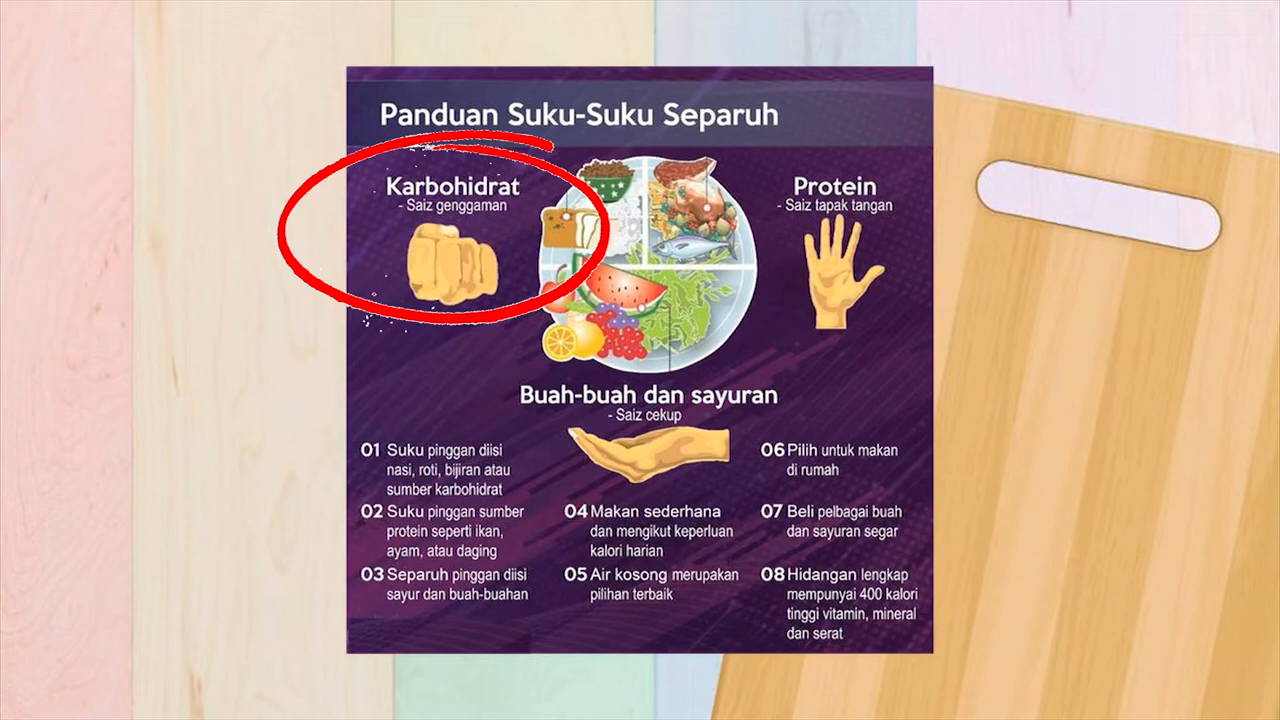 Panduan Suku-Suku Separuh
Karbohidrat
- Saiz genggaman
Protein
- Saiz tapak tangan
Buah-buah dan sayuran
- Saiz cekup
01 Suku pinggan diisi
nasi, roti, bijiran atau
sumber karbohidrat
02 Suku pinggan sumber
protein seperti ikan,
ayam, atau daging
03 Separuh pinggan diisi
sayur dan buah-buahan
04 Makan sederhana
dan mengikut keperluan
kalori harian
05 Air kosong merupakan
pilihan terbaik
06 Pilih untuk makan
di rumah
07 Beli pelbagai buah
dan sayuran segar
08 Hidangan lengkap
mempunyai 400 kalori
tinggi vitamin, mineral
dan serat